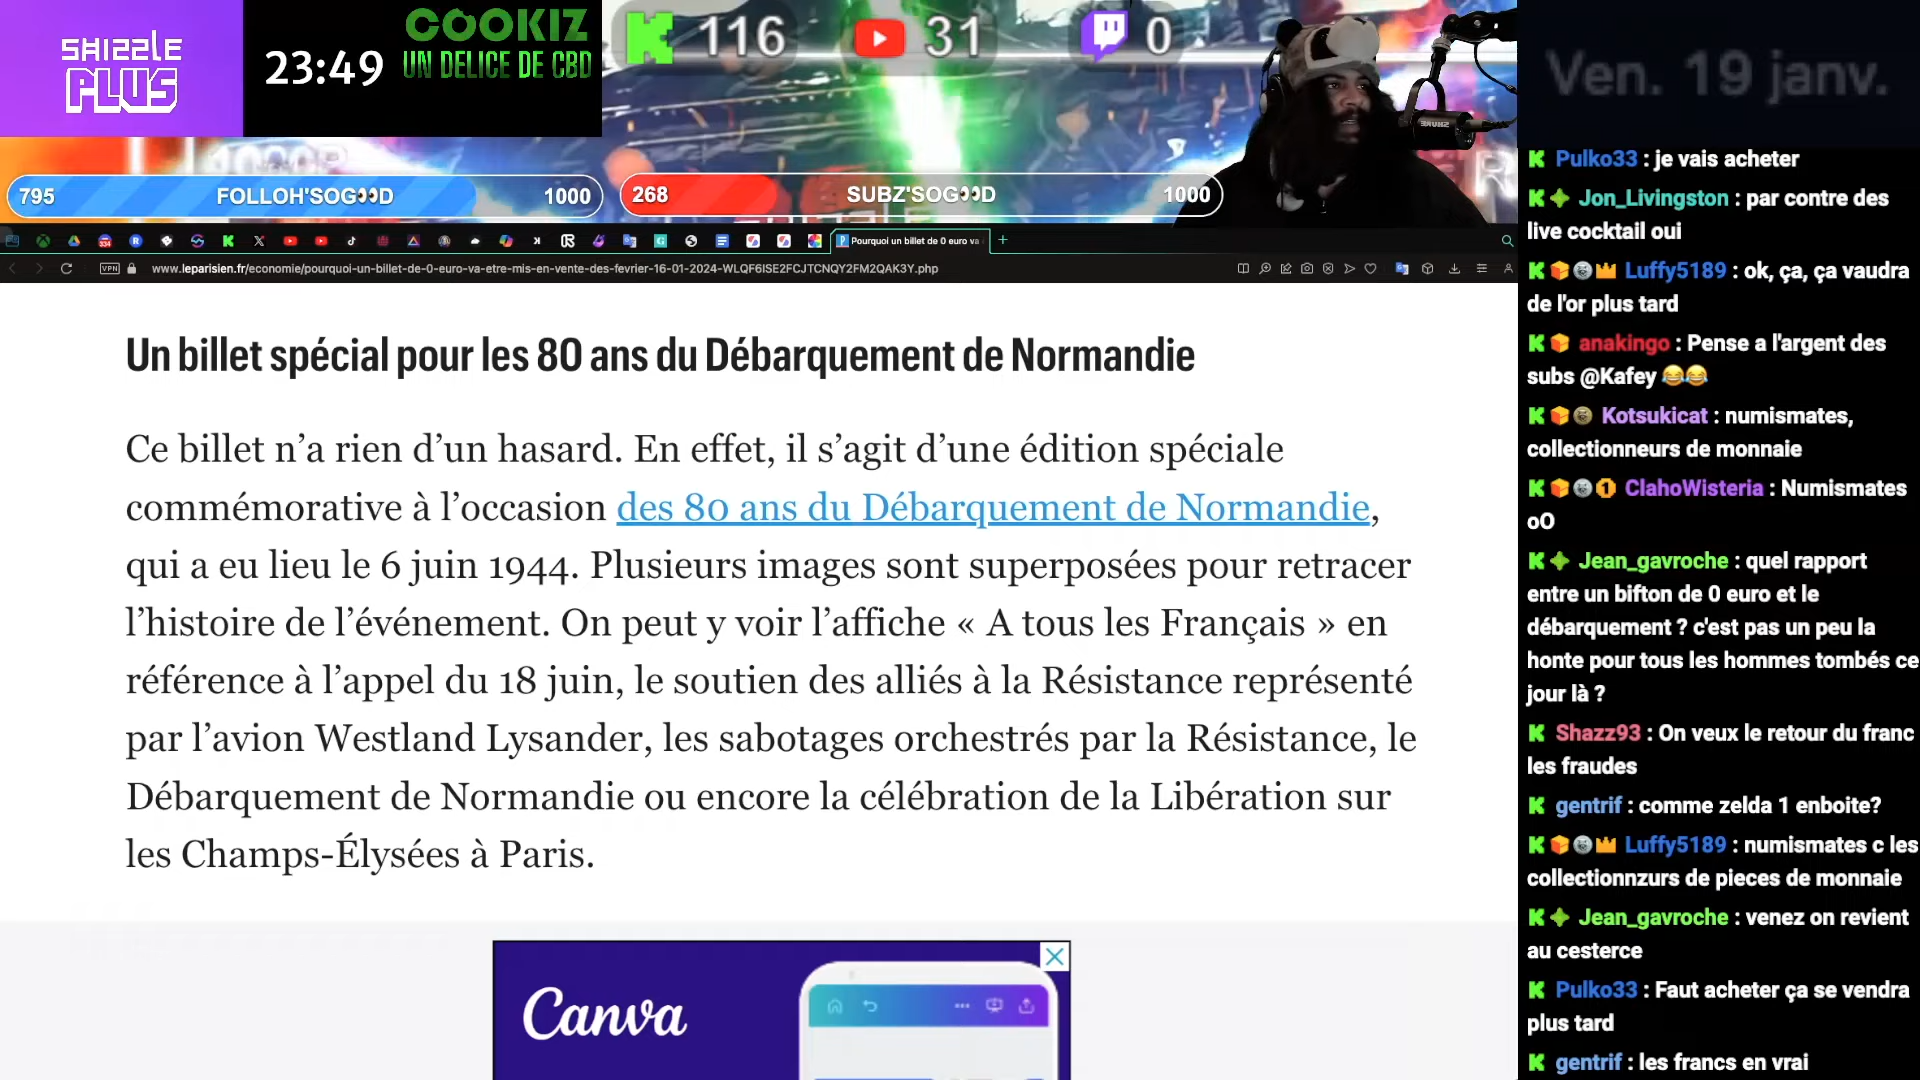 SHIZZLE
PLUS
23:49
COOKIZ
UN DELICE DE CBD
116
31
0
Ven. 19 janv.
795 FOLLOH'SOG👀D 1000
268 SUBZ'SOG👀D 1000
Pourquoi un billet de 0 euro va
VPN
www.leparisien.fr/economie/pourquoi-un-billet-de-0-euro-va-etre-mis-en-vente-des-fevrier-16-01-2024-WLQF6ISE2FCJTCNQY2FM2QAK3Y.php
Un billet spécial pour les 80 ans du Débarquement de Normandie
Ce billet n’a rien d’un hasard. En effet, il s’agit d’une édition spéciale
commémorative à l’occasion des 80 ans du Débarquement de Normandie,
qui a eu lieu le 6 juin 1944. Plusieurs images sont superposées pour retracer
l’histoire de l’événement. On peut y voir l’affiche « A tous les Français » en
référence à l’appel du 18 juin, le soutien des alliés à la Résistance représenté
par l’avion Westland Lysander, les sabotages orchestrés par la Résistance, le
Débarquement de Normandie ou encore la célébration de la Libération sur
les Champs-Élysées à Paris.
Canva
Pulko33 : je vais acheter
Jon_Livingston : par contre des
live cocktail oui
Luffy5189 : ok, ça, ça vaudra
de l'or plus tard
anakingo : Pense a l'argent des
subs @Kafey 😂😂
Kotsukicat : numismates,
collectionneurs de monnaie
ClahoWisteria : Numismates
oO
Jean_gavroche : quel rapport
entre un bifton de 0 euro et le
débarquement ? c'est pas un peu la
honte pour tous les hommes tombés ce
jour là ?
Shazz93 : On veux le retour du franc
les fraudes
gentrif : comme zelda 1 enboite?
Luffy5189 : numismates c les
collectionnzurs de pieces de monnaie
Jean_gavroche : venez on revient
au cesterce
Pulko33 : Faut acheter ça se vendra
plus tard
gentrif : les francs en vrai